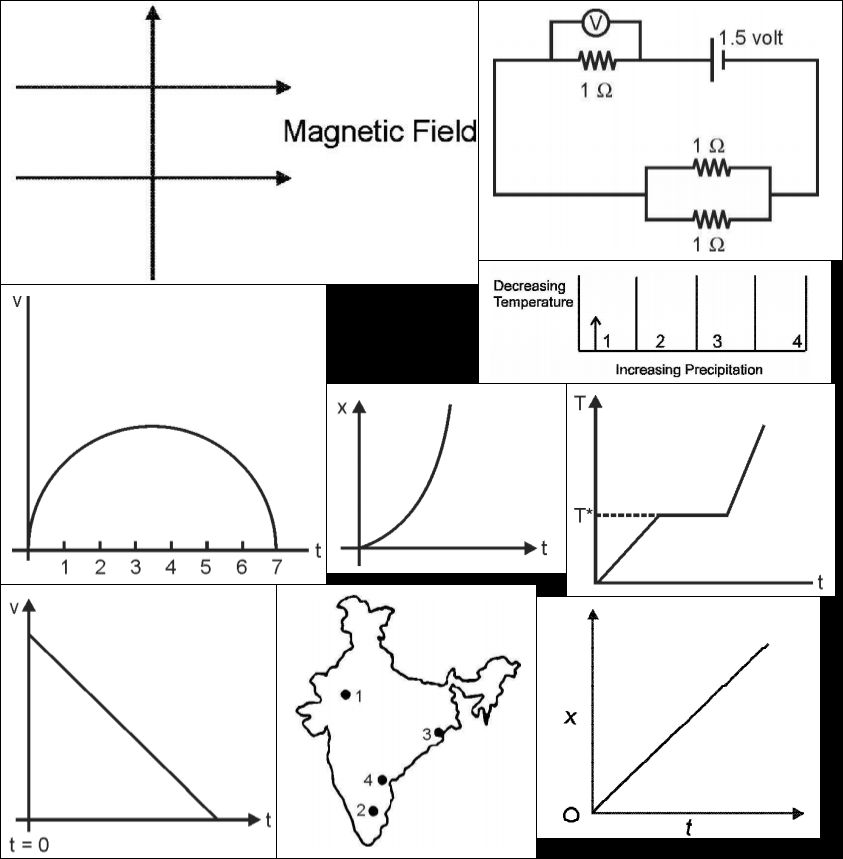 Magnetic Field
V
1.5 volt
1 Ω
1 Ω
1 Ω
Decreasing
Temperature
1 2 3 4
Increasing Precipitation
v
t
1 2 3 4 5 6 7
x
t
T
T*
t
v
t
t = 0
1
3
4
2
x
O
t